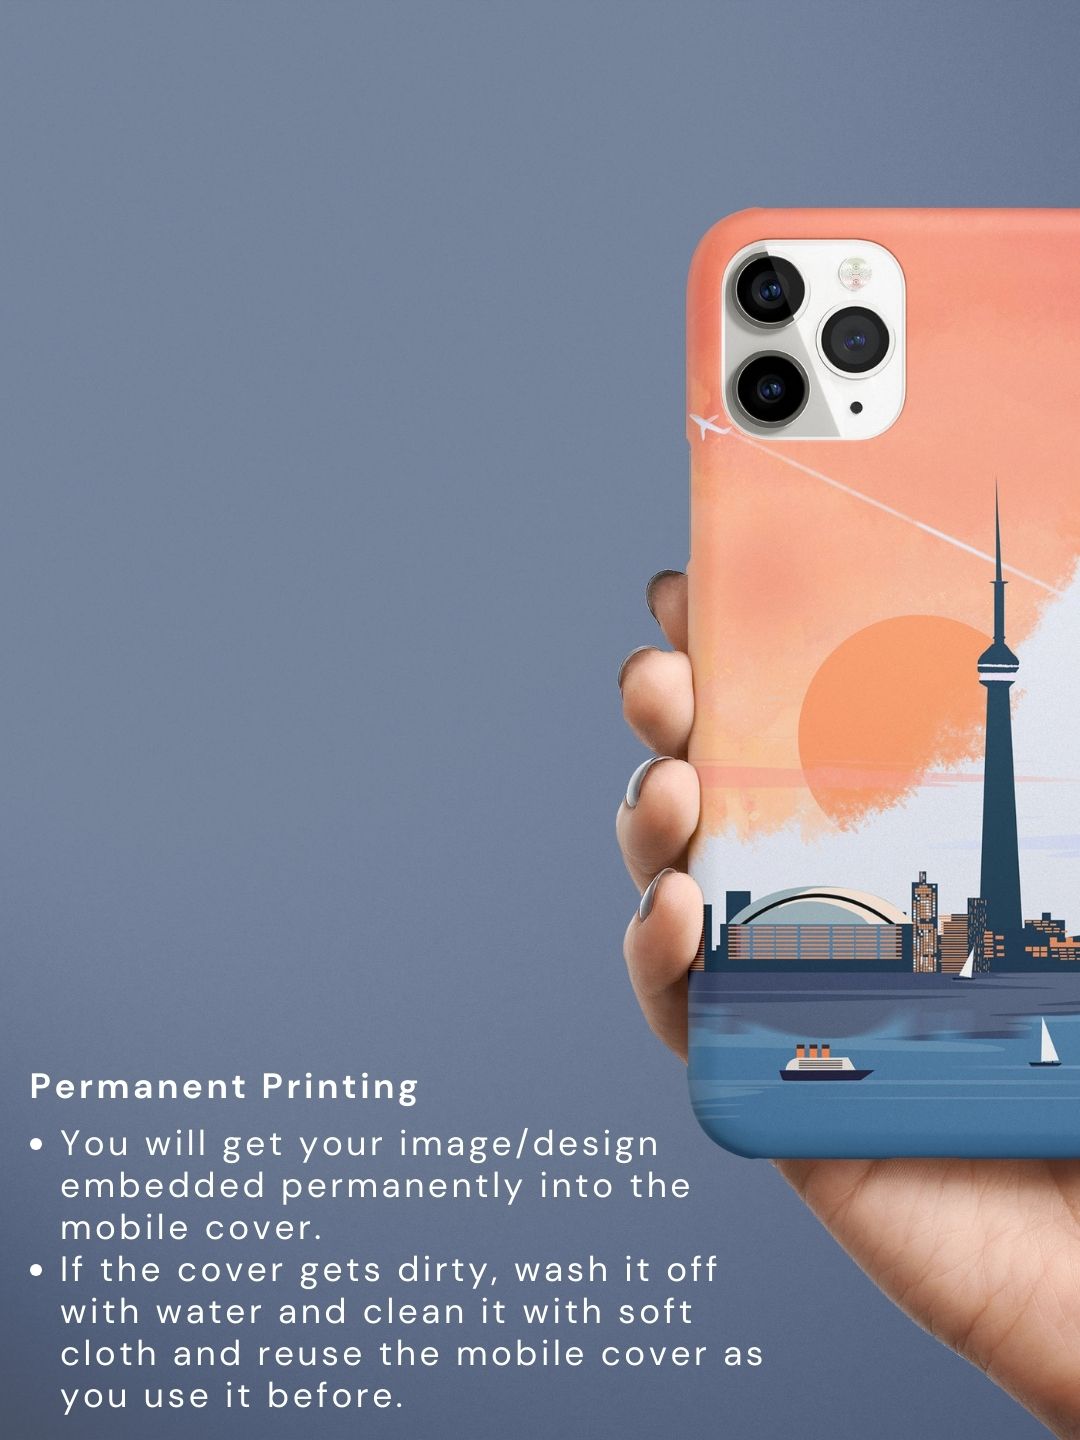 Permanent Printing
• You will get your image/design
embedded permanently into the
mobile cover.
• If the cover gets dirty, wash it off
with water and clean it with soft
cloth and reuse the mobile cover as
you use it before.